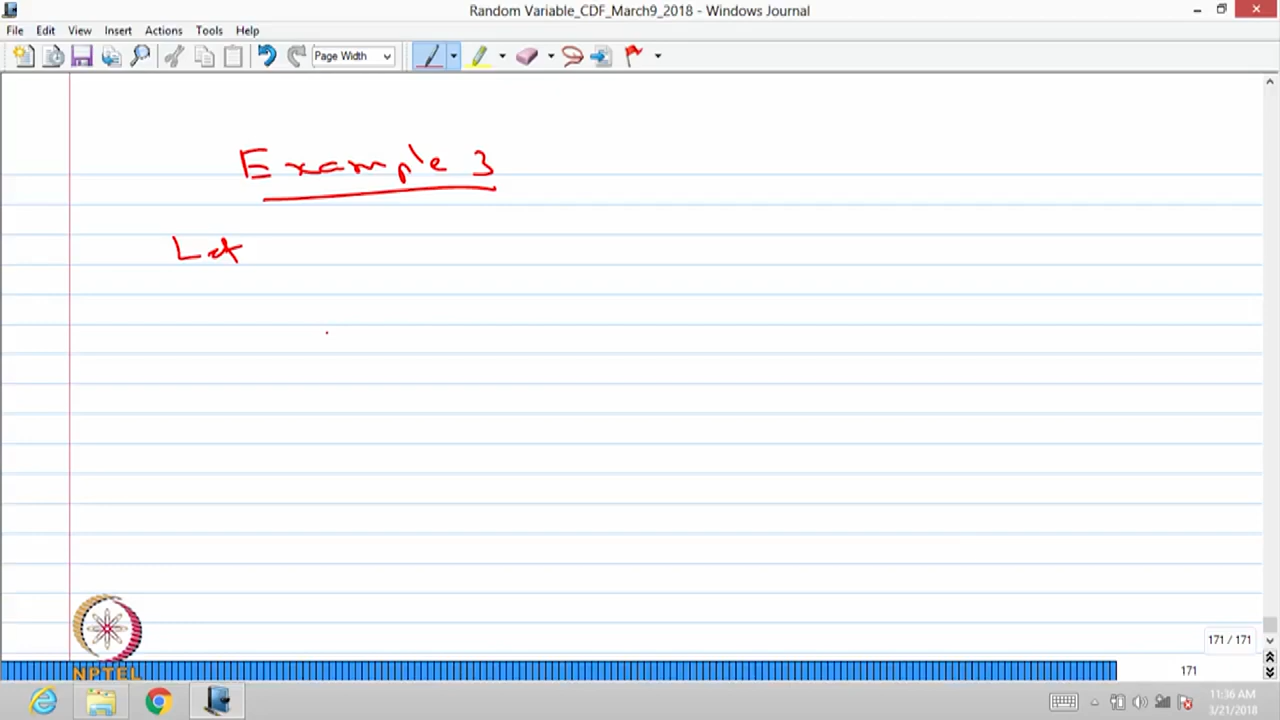 Random Variable_CDF_March9_2018 - Windows Journal
File Edit View Insert Actions Tools Help
Page Width
Example 3
Let
171 / 171
NPTEL
171
11:36 AM
3/21/2018